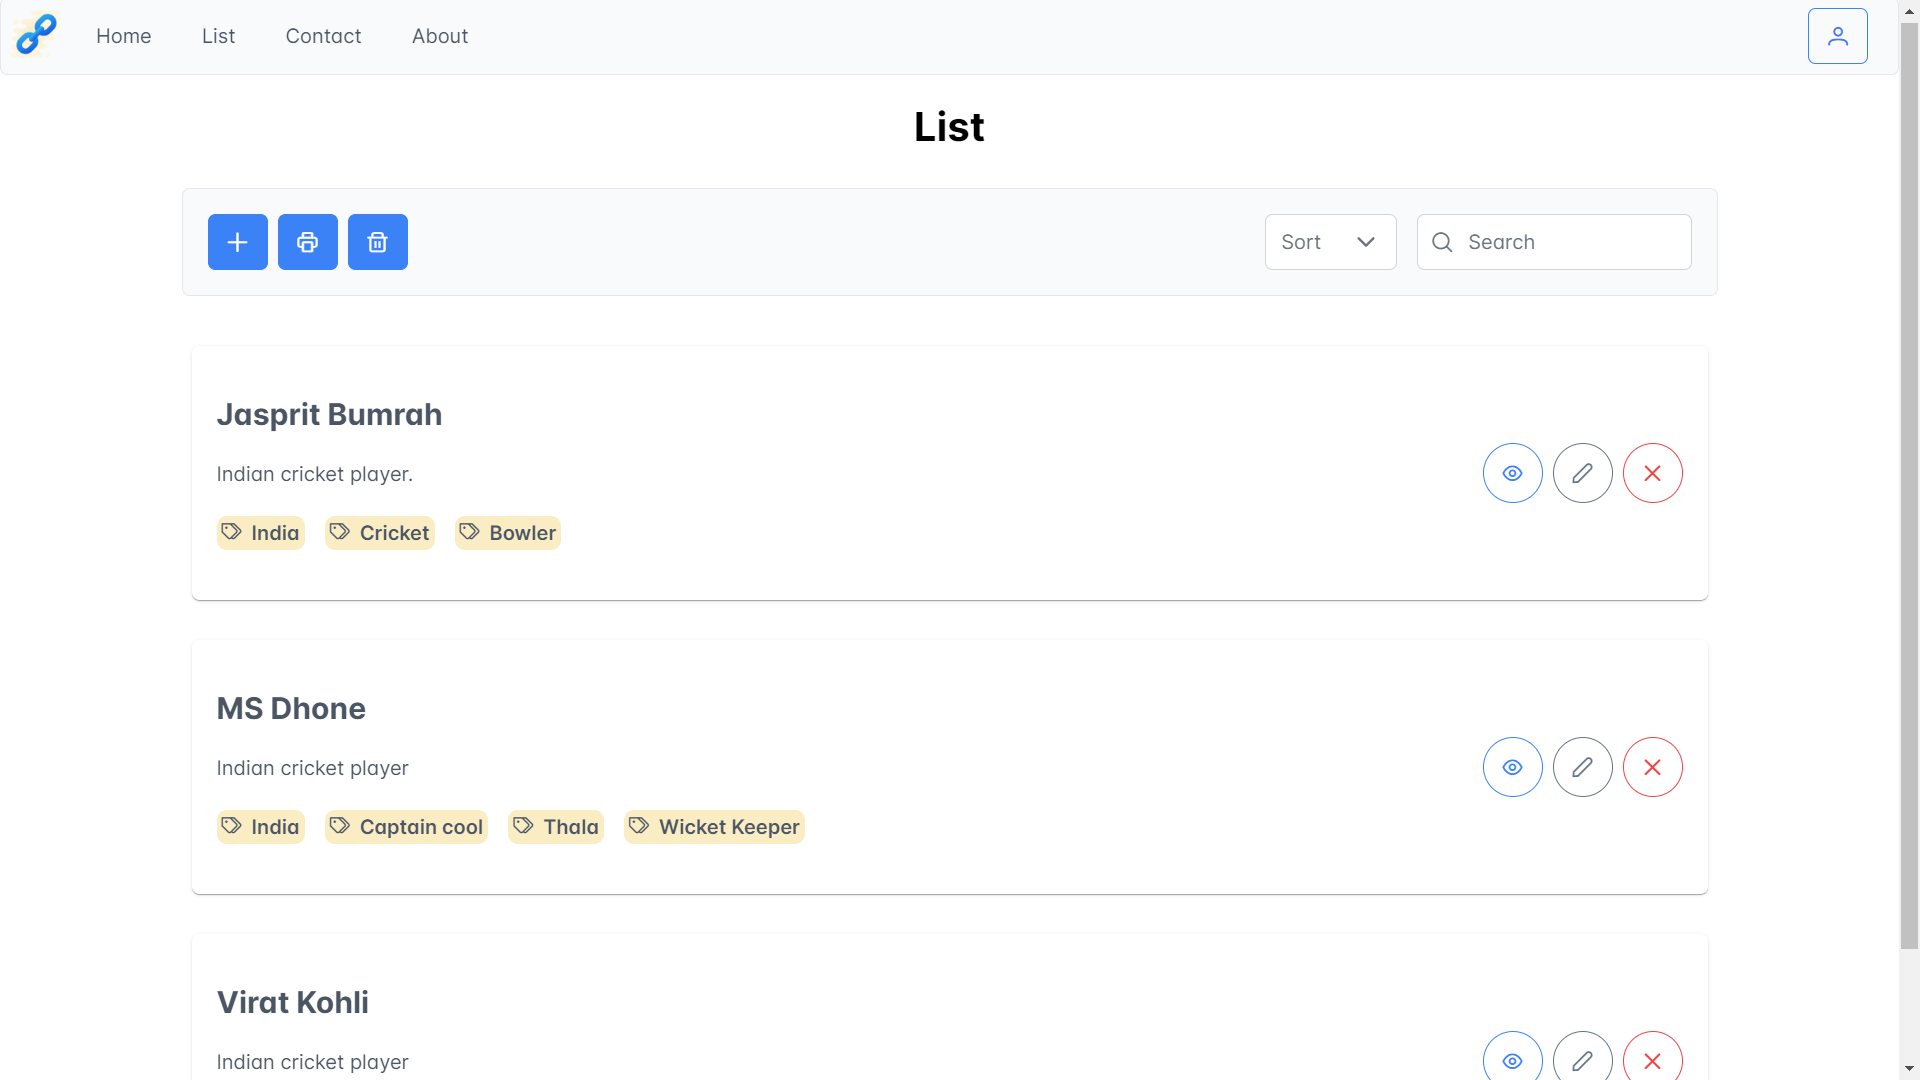 Home List Contact About
List
Sort Search
Jasprit Bumrah
Indian cricket player.
India Cricket Bowler
MS Dhone
Indian cricket player
India Captain cool Thala Wicket Keeper
Virat Kohli
Indian cricket player